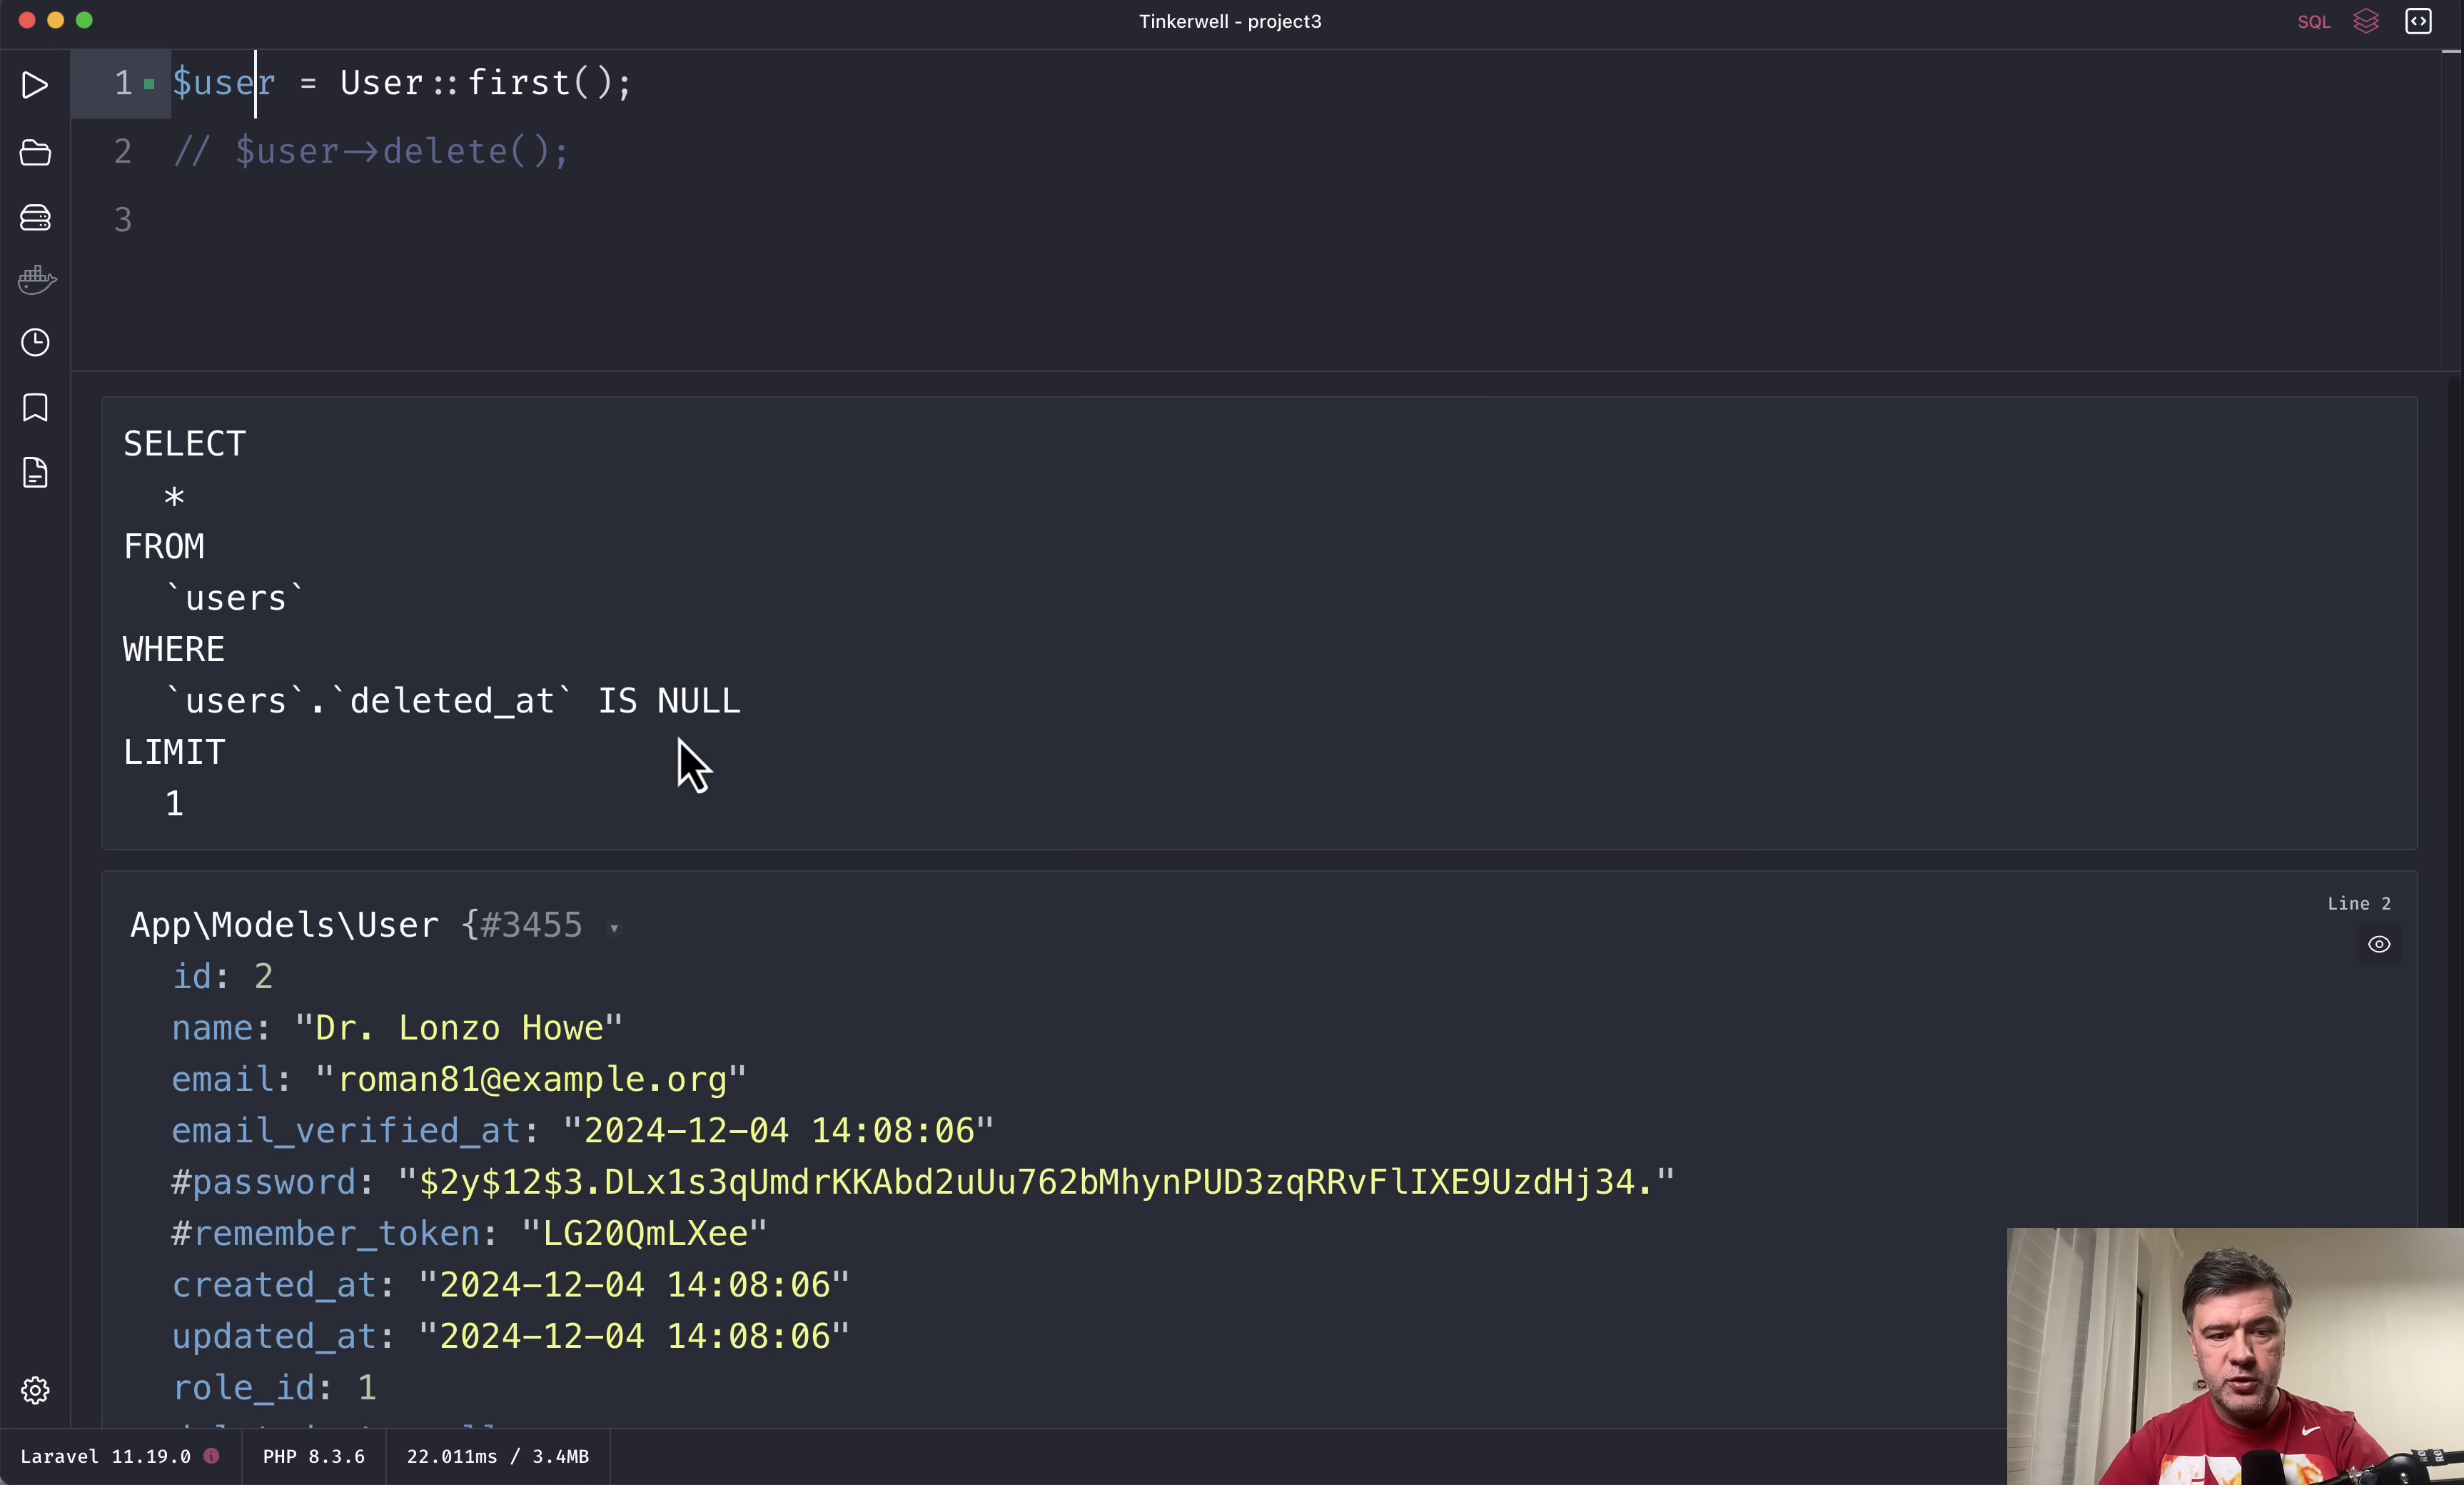 Tinkerwell - project3
SQL
1 $user = User::first();
2 // $user->delete();
3
SELECT
*
FROM
`users`
WHERE
`users`.`deleted_at` IS NULL
LIMIT
1
Line 2
App\Models\User {#3455
id: 2
name: "Dr. Lonzo Howe"
email: "roman81@example.org"
email_verified_at: "2024-12-04 14:08:06"
#password: "$2y$12$3.DLx1s3qUmdrKKAbd2uUu762bMhynPUD3zqRRvFlIXE9UzdHj34."
#remember_token: "LG20QmLXee"
created_at: "2024-12-04 14:08:06"
updated_at: "2024-12-04 14:08:06"
role_id: 1
Laravel 11.19.0
PHP 8.3.6
22.011ms / 3.4MB